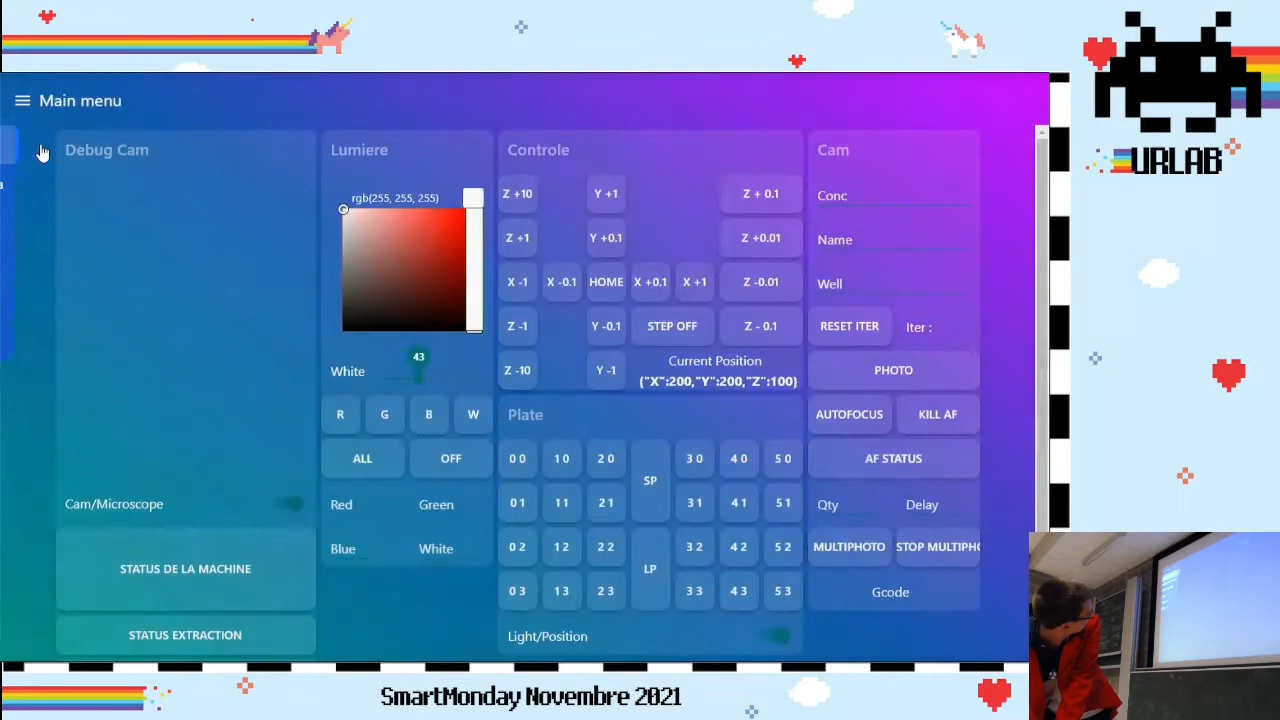 Main menu
Debug Cam
Cam/Microscope
STATUS DE LA MACHINE
STATUS EXTRACTION
Lumiere
rgb(255, 255, 255)
43
White
R G B W
ALL OFF
Red Green
Blue White
Controle
Z +10 Y +1 Z + 0.1
Z +1 Y +0.1 Z +0.01
X -1 X -0.1 HOME X +0.1 X +1 Z -0.01
Z -1 Y -0.1 STEP OFF Z - 0.1
Z -10 Y -1
Current Position
{"X":200,"Y":200,"Z":100}
Plate
0 0 1 0 2 0 SP 3 0 4 0 5 0
0 1 1 1 2 1 3 1 4 1 5 1
0 2 1 2 2 2 LP 3 2 4 2 5 2
0 3 1 3 2 3 3 3 4 3 5 3
Light/Position
Cam
Conc
Name
Well
RESET ITER Iter :
PHOTO
AUTOFOCUS KILL AF
AF STATUS
Qty Delay
MULTIPHOTO STOP MULTIPHO
Gcode
URLAB
SmartMonday Novembre 2021